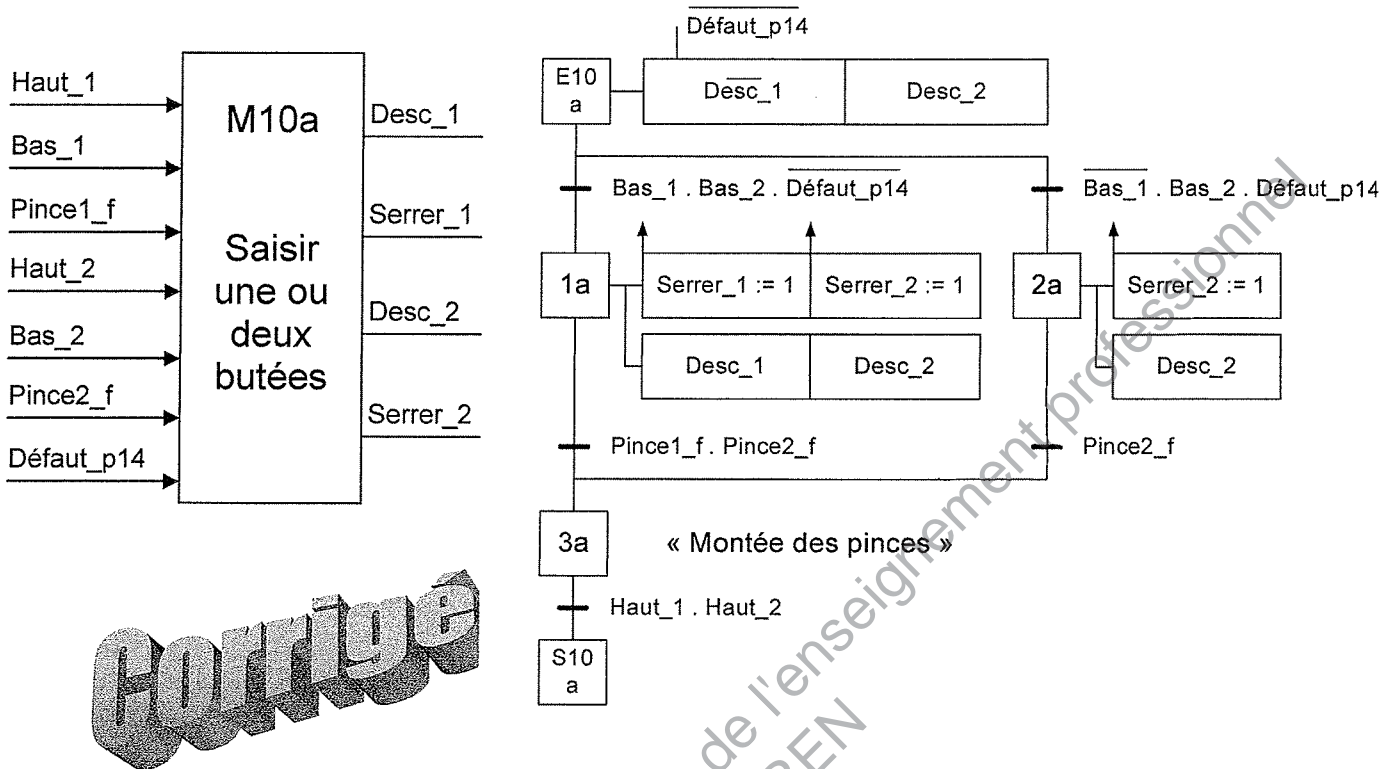 Haut_1
Bas_1
Pince1_f
Haut_2
Bas_2
Pince2_f
Défaut_p14
M10a
Saisir
une ou
deux
butées
Desc_1
Serrer_1
Desc_2
Serrer_2
Défaut_p14
E10
a
Desc_1
Desc_2
Bas_1 . Bas_2 . Défaut_p14
Bas_1 . Bas_2 . Défaut_p14
1a
Serrer_1 := 1
Serrer_2 := 1
Desc_1
Desc_2
2a
Serrer_2 := 1
Desc_2
Pince1_f . Pince2_f
Pince2_f
3a
« Montée des pinces »
Haut_1 . Haut_2
S10
a
Corrigé
de l'enseignement professionnel